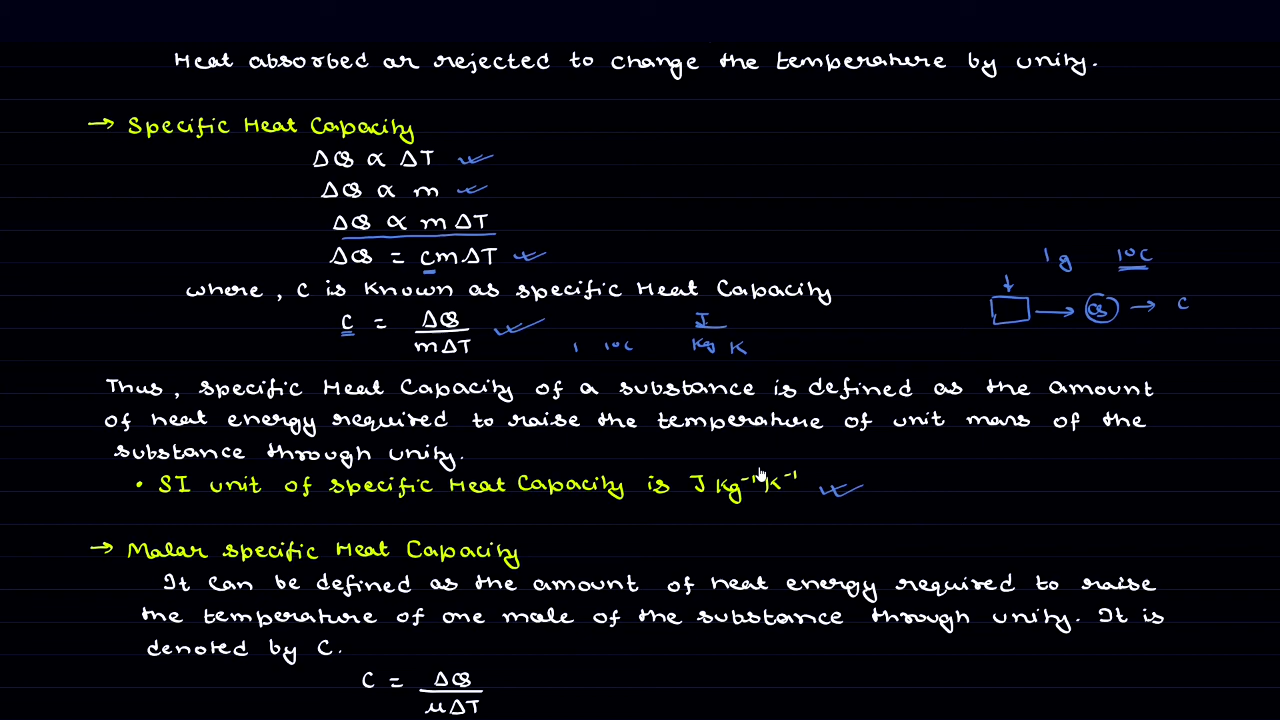 Heat absorbed or rejected to change the temperature by unity.
→ Specific Heat Capacity
ΔQ ∝ ΔT
ΔQ ∝ m
ΔQ ∝ m ΔT
ΔQ = cmΔT
1g 1°C
where, c is known as specific Heat Capacity
Q → C
c = ΔQ / mΔT
J / Kg K
1 1°C
Thus, specific Heat Capacity of a substance is defined as the amount
of heat energy required to raise the temperature of unit mass of the
substance through unity.
• SI unit of specific Heat Capacity is J Kg⁻¹K⁻¹
→ Molar specific Heat Capacity
It can be defined as the amount of heat energy required to raise
the temperature of one mole of the substance through unity. It is
denoted by C.
C = ΔQ / μΔT